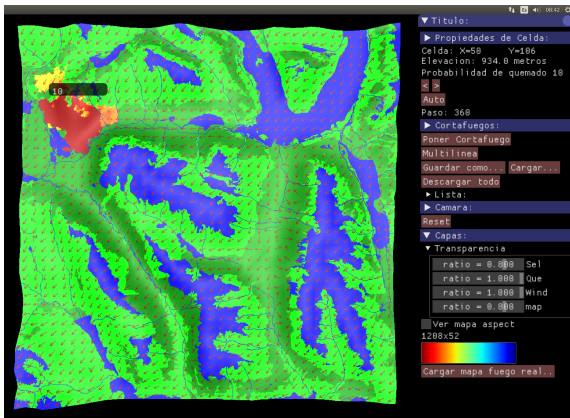 Es
08:42
Titulo:
Propiedades de Celda:
Celda: X=50 Y=106
Elevacion: 934.0 metros
Probabilidad de quemado 10
< >
Auto
Paso: 360
Cortafuegos:
Poner Cortafuego
Multilinea
Guardar como... Cargar...
Descargar todo
Lista:
Camara:
Reset
Capas:
Transparencia
ratio = 0.800 Sel
ratio = 1.000 Que
ratio = 1.000 Wind
ratio = 0.800 map
Ver mapa aspect
1208x52
Cargar mapa fuego real..
10